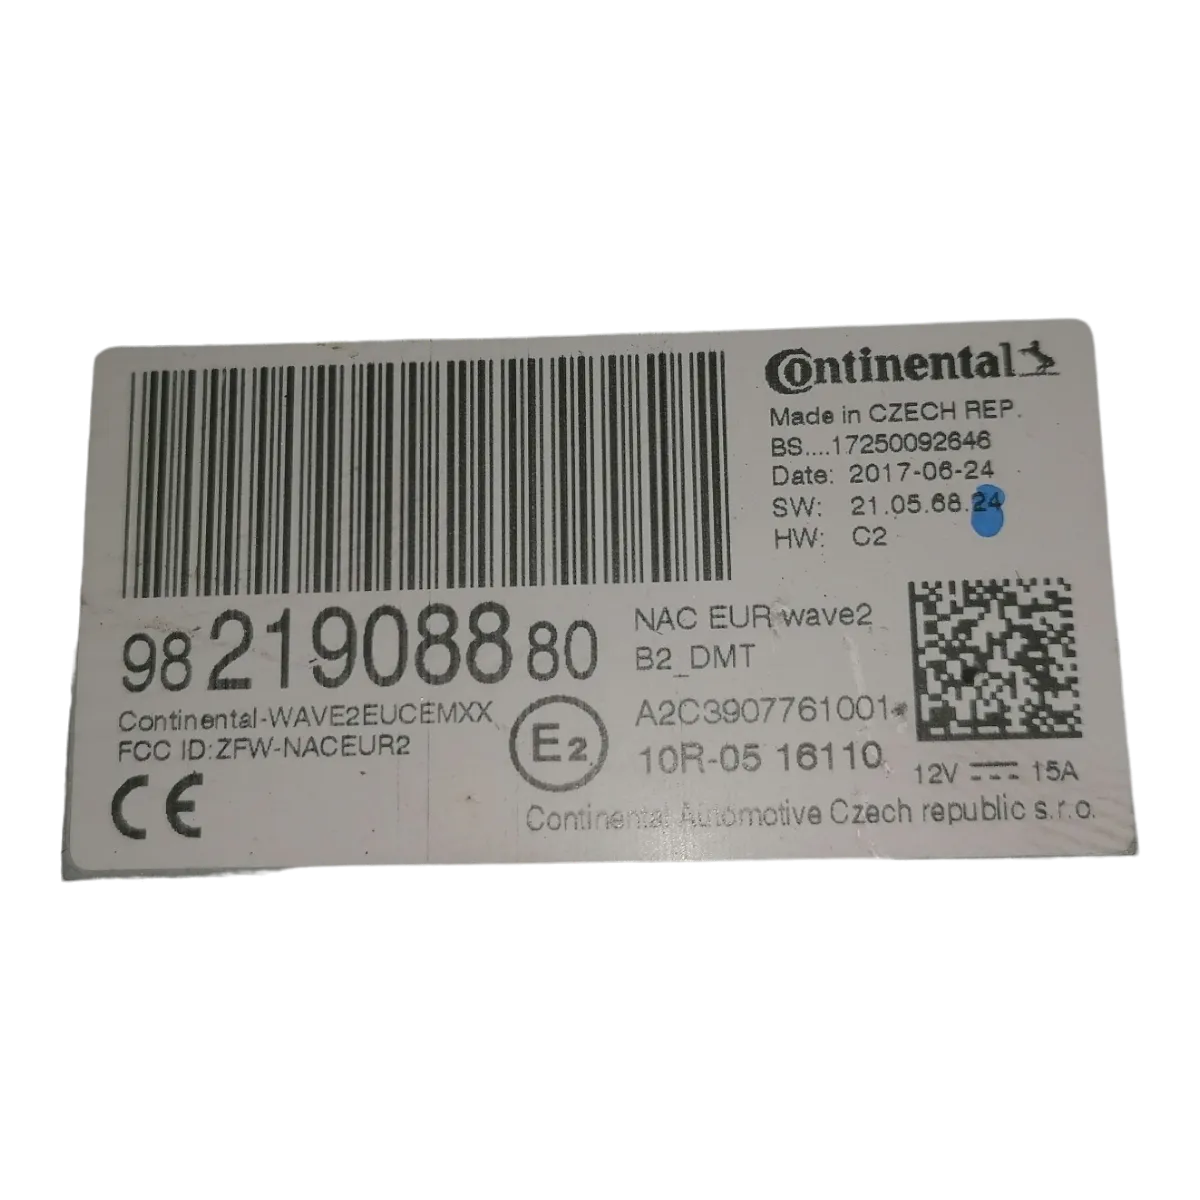 Continental
Made in CZECH REP.
BS....17250092646
Date: 2017-06-24
SW: 21.05.68.24
HW: C2
98 219088 80
NAC EUR wave2
B2_DMT
Continental-WAVE2EUCEMXX
FCC ID:ZFW-NACEUR2
E2
A2C3907761001
10R-05 16110
12V 15A
CE
Continental Automotive Czech republic s.r.o.